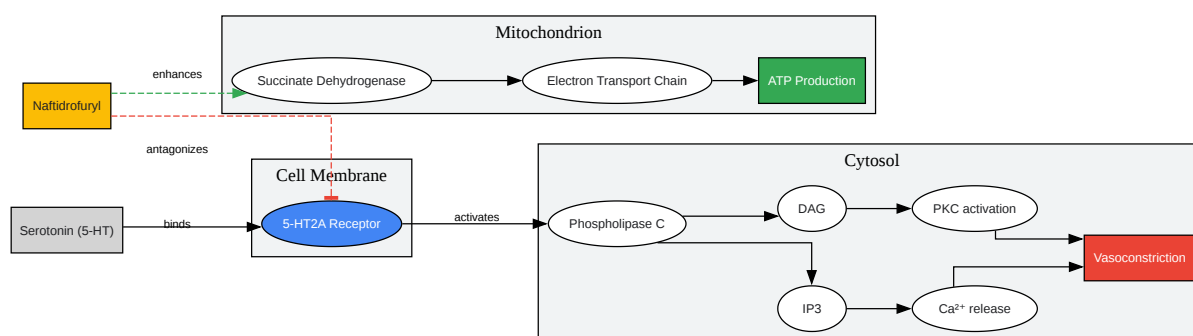 Mitochondrion
enhances
Succinate Dehydrogenase
Electron Transport Chain
ATP Production
Naftidrofuryl
antagonizes
Cell Membrane
Cytosol
Serotonin (5-HT)
binds
5-HT2A Receptor
activates
Phospholipase C
DAG
PKC activation
Vasoconstriction
IP3
Ca²⁺ release